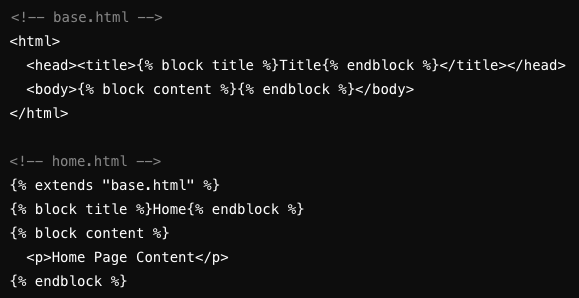 <!-- base.html -->
<html>
  <head><title>{% block title %}Title{% endblock %}</title></head>
  <body>{% block content %}{% endblock %}</body>
</html>

<!-- home.html -->
{% extends "base.html" %}
{% block title %}Home{% endblock %}
{% block content %}
  <p>Home Page Content</p>
{% endblock %}